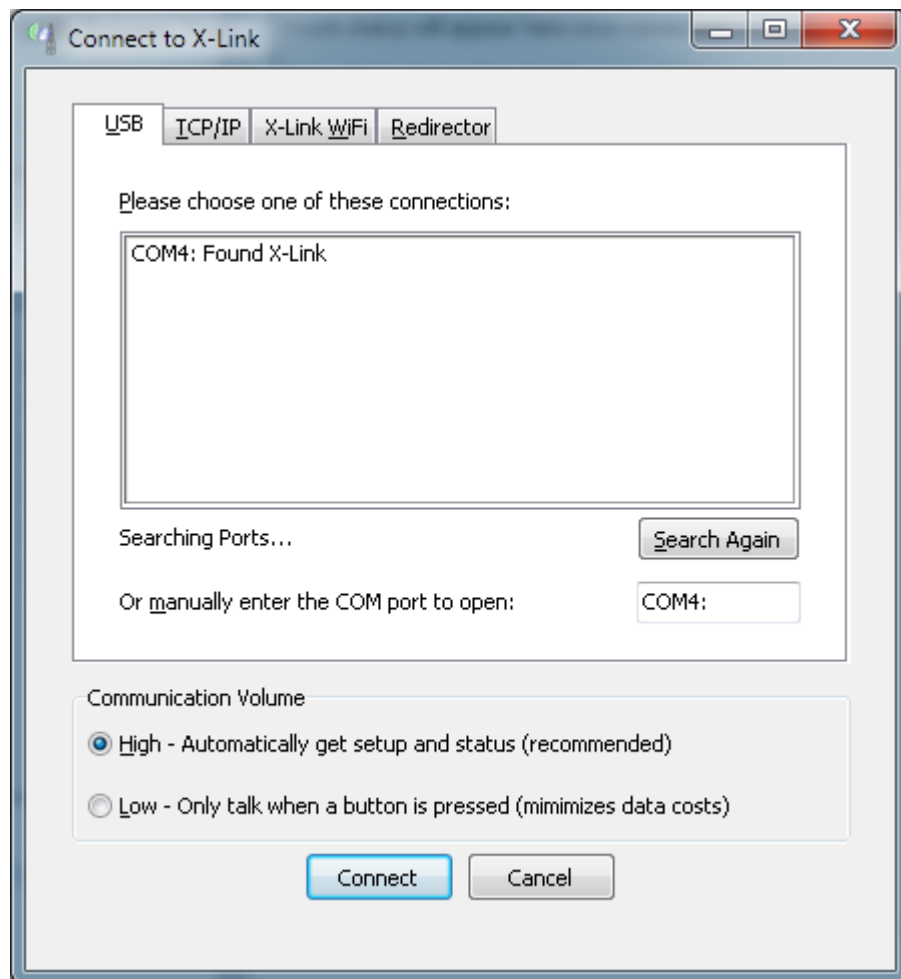 Connect to X-Link
USB
TCP/IP
X-Link WiFi
Redirector
Please choose one of these connections:
COM4: Found X-Link
Searching Ports...
Search Again
Or manually enter the COM port to open:
COM4:
Communication Volume
High - Automatically get setup and status (recommended)
Low - Only talk when a button is pressed (mimimizes data costs)
Connect
Cancel